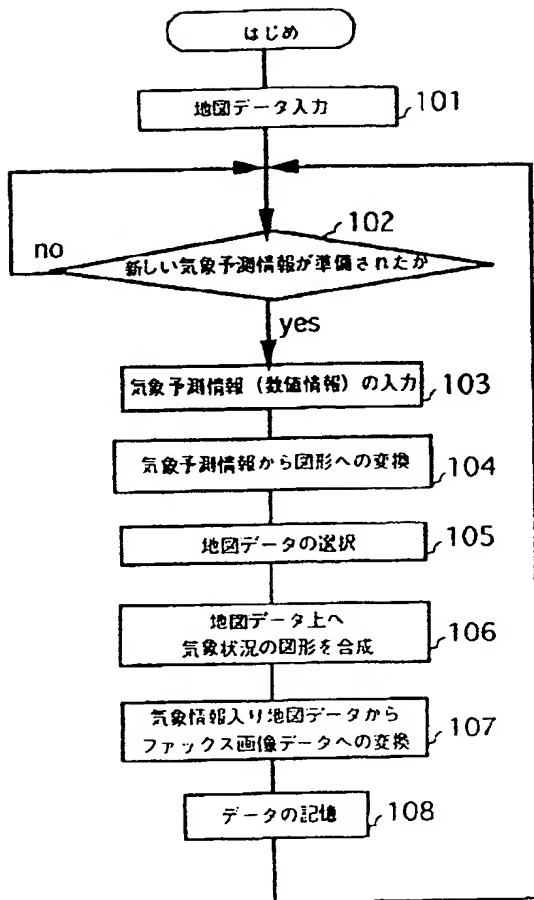 はじめ
地図データ入力 101
102
no
新しい気象予測情報が準備されたか
yes
気象予測情報（数値情報）の入力 103
気象予測情報から図形への変換 104
地図データの選択 105
地図データ上へ
気象状況の図形を合成 106
気象情報入り地図データから
ファックス画像データへの変換 107
データの記憶 108